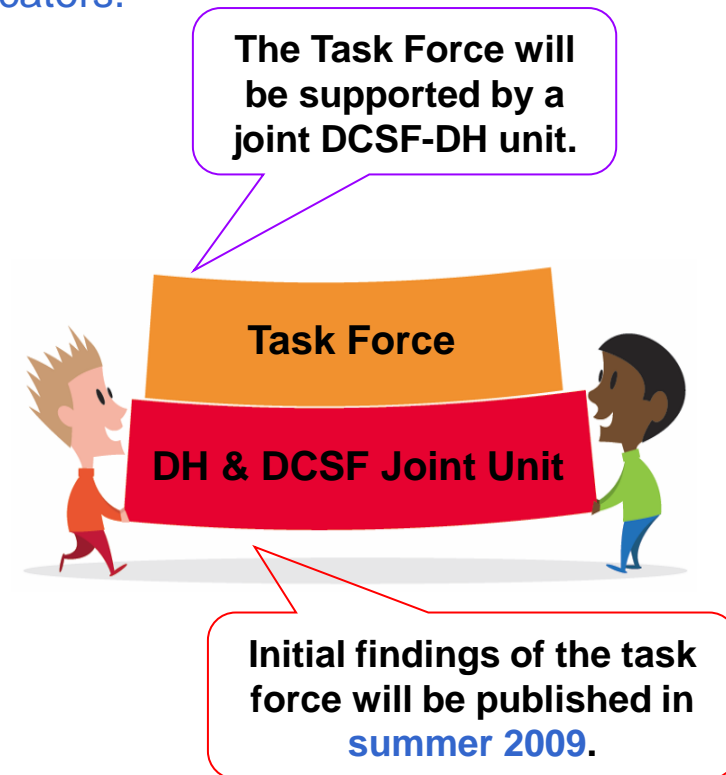 The Task Force will
be supported by a
joint DCSF-DH unit.
Task Force
DH & DCSF Joint Unit
Initial findings of the task
force will be published in
summer 2009.